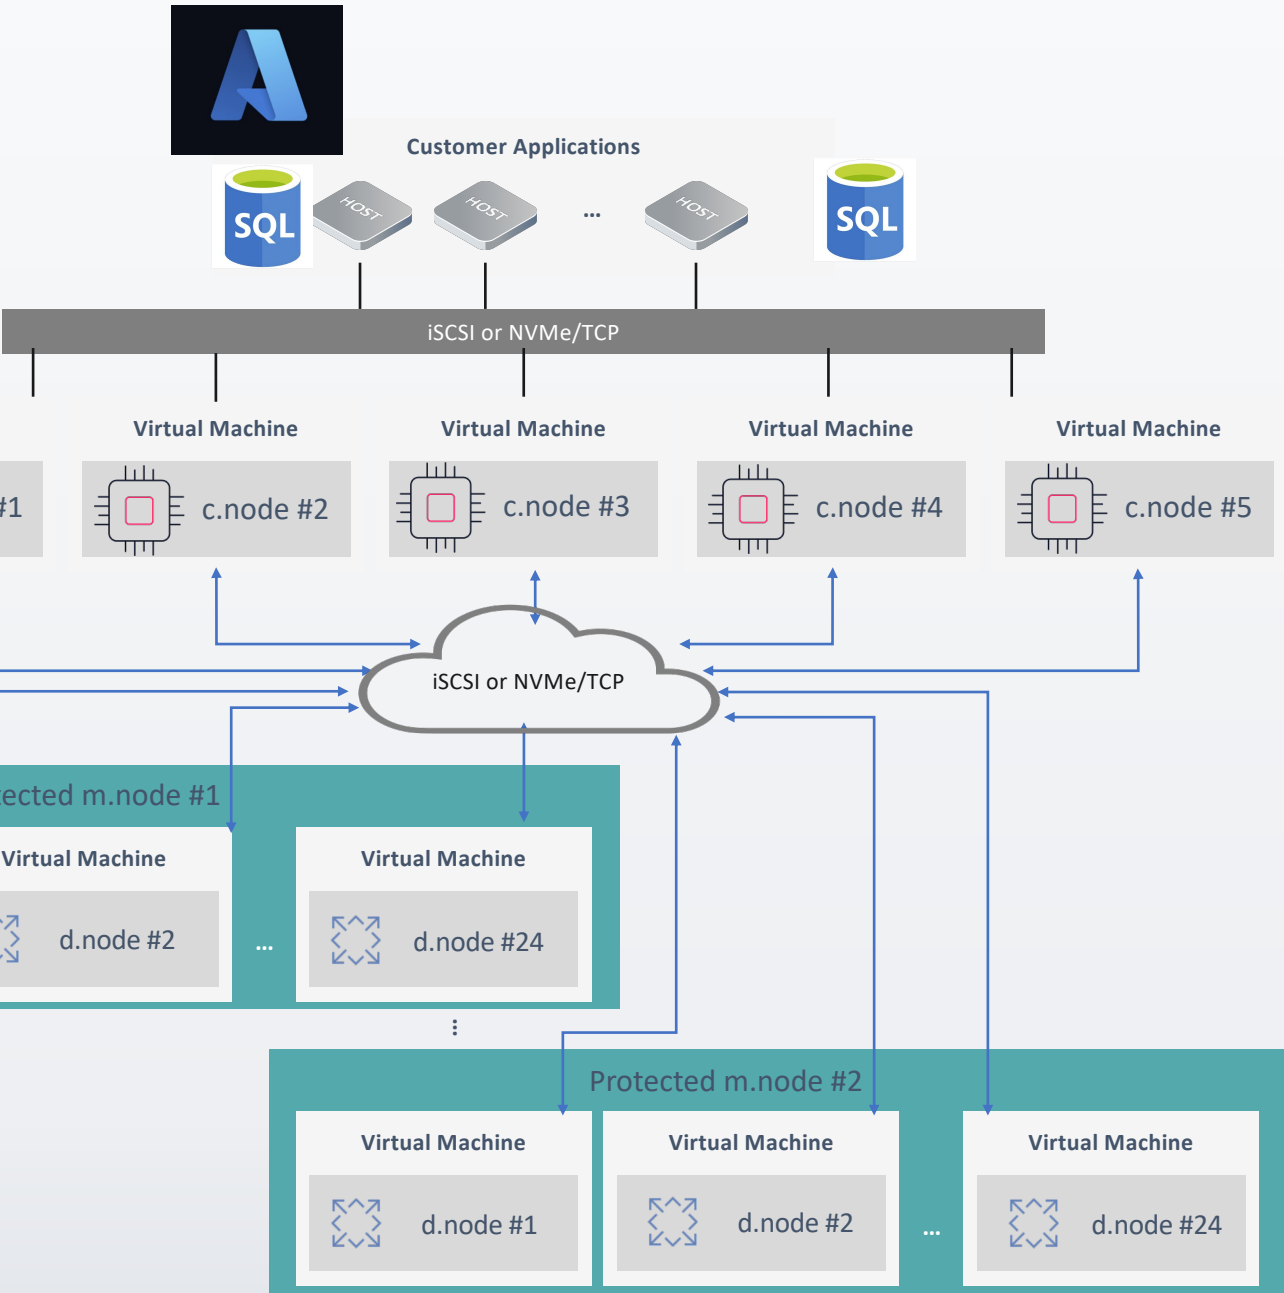 Customer Applications
SQL
HOST
HOST
...
HOST
SQL
iSCSI or NVMe/TCP
Virtual Machine
Virtual Machine
Virtual Machine
Virtual Machine
#1
c.node #2
c.node #3
c.node #4
c.node #5
iSCSI or NVMe/TCP
tected m.node #1
Virtual Machine
Virtual Machine
d.node #2
...
d.node #24
...
Protected m.node #2
Virtual Machine
Virtual Machine
Virtual Machine
d.node #1
d.node #2
...
d.node #24